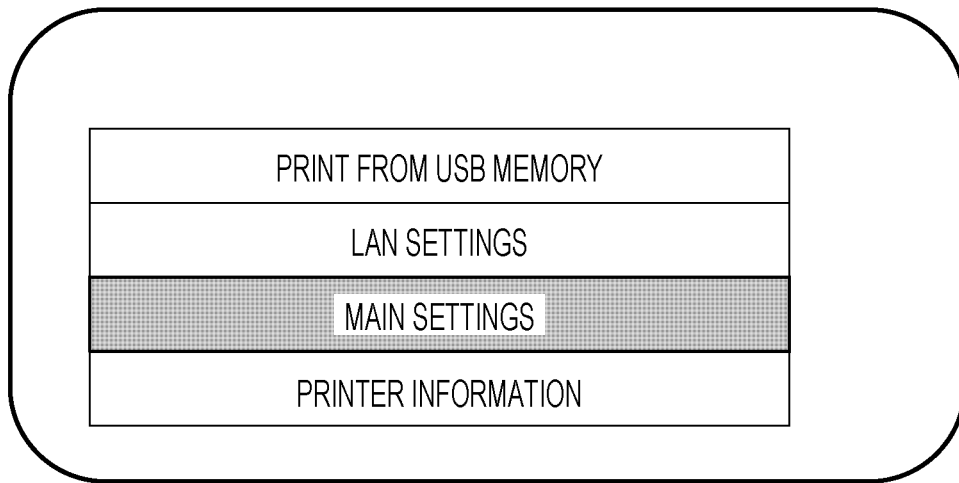 PRINT FROM USB MEMORY
LAN SETTINGS
MAIN SETTINGS
PRINTER INFORMATION